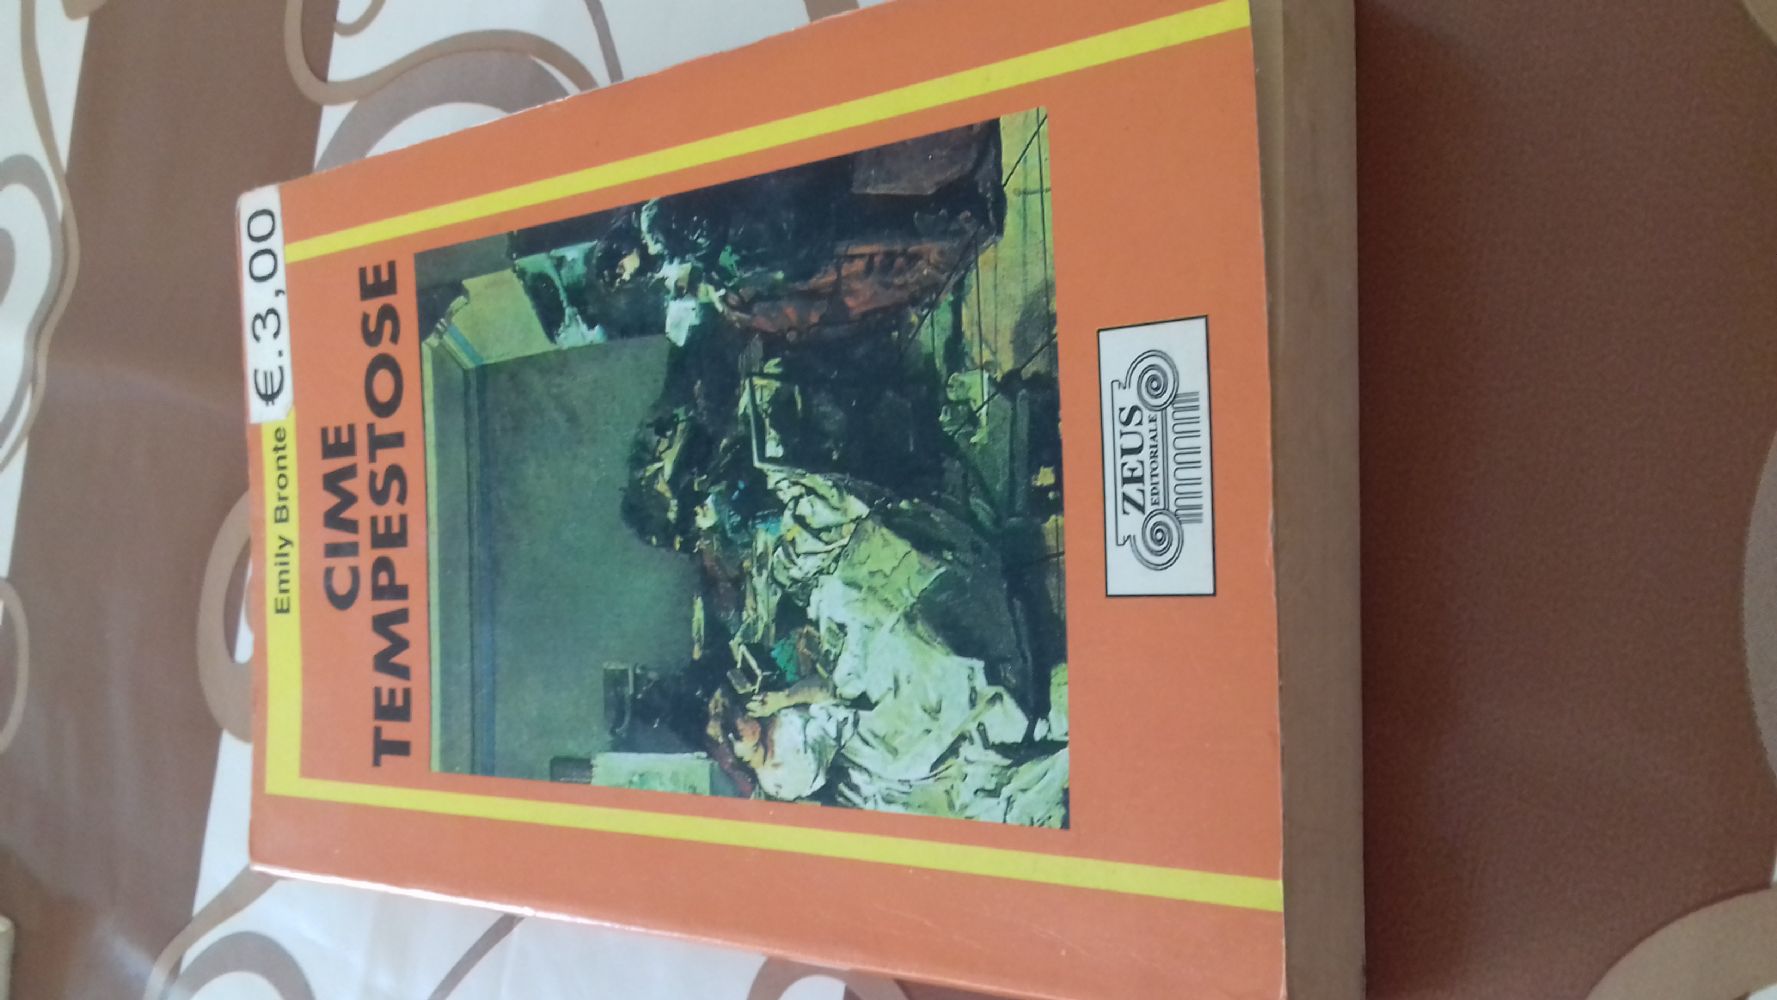 €.3,00
Emily Bronte
CIME
TEMPESTOSE
ZEUS
EDITORIALE